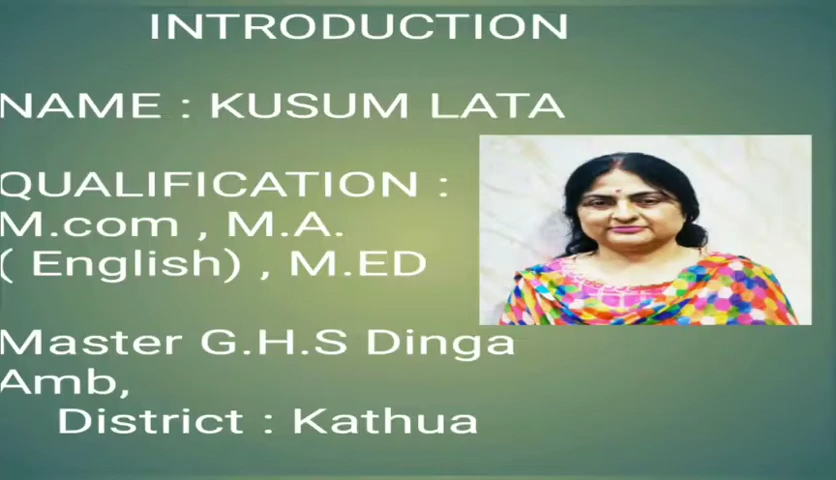 INTRODUCTION
NAME : KUSUM LATA
QUALIFICATION :
M.com , M.A.
( English) , M.ED
Master G.H.S Dinga
Amb,
District : Kathua